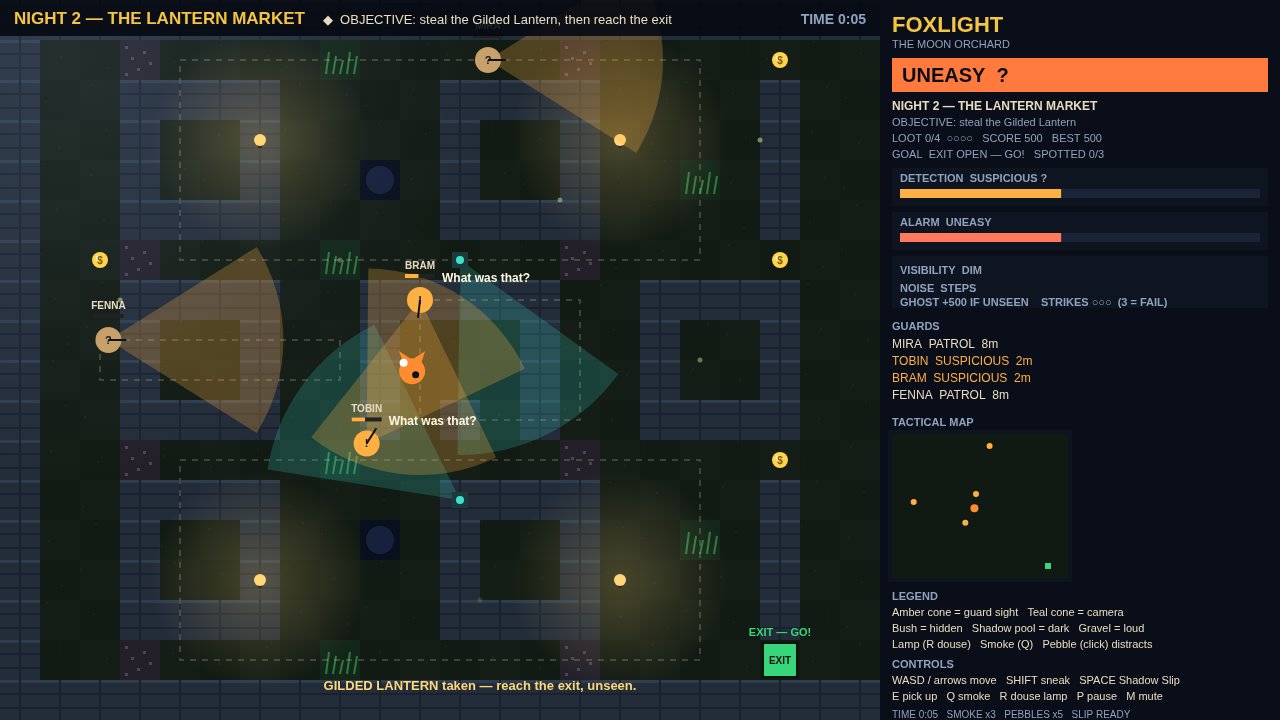 NIGHT 2 — THE LANTERN MARKET ◆ OBJECTIVE: steal the Gilded Lantern, then reach the exit TIME 0:05
?
$
$
$
BRAM
What was that?
FENNA
?
TOBIN
What was that?
$
EXIT — GO!
EXIT
GILDED LANTERN taken — reach the exit, unseen.
FOXLIGHT
THE MOON ORCHARD
UNEASY ?
NIGHT 2 — THE LANTERN MARKET
OBJECTIVE: steal the Gilded Lantern
LOOT 0/4 ○○○○ SCORE 500 BEST 500
GOAL EXIT OPEN — GO! SPOTTED 0/3
DETECTION SUSPICIOUS ?
ALARM UNEASY
VISIBILITY DIM
NOISE STEPS
GHOST +500 IF UNSEEN STRIKES ○○○ (3 = FAIL)
GUARDS
MIRA PATROL 8m
TOBIN SUSPICIOUS 2m
BRAM SUSPICIOUS 2m
FENNA PATROL 8m
TACTICAL MAP
LEGEND
Amber cone = guard sight Teal cone = camera
Bush = hidden Shadow pool = dark Gravel = loud
Lamp (R douse) Smoke (Q) Pebble (click) distracts
CONTROLS
WASD / arrows move SHIFT sneak SPACE Shadow Slip
E pick up Q smoke R douse lamp P pause M mute
TIME 0:05 SMOKE x3 PEBBLES x5 SLIP READY